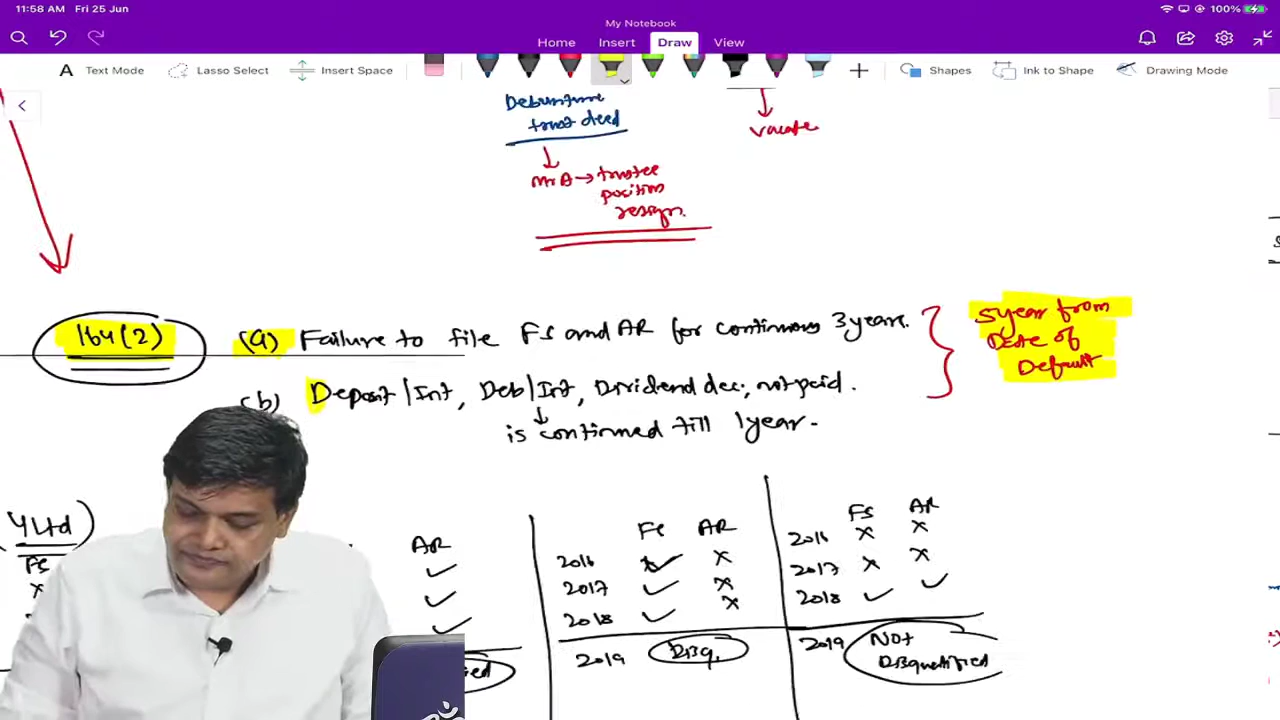 11:58 AM Fri 25 Jun
100%
My Notebook
Home Insert Draw View
Text Mode Lasso Select Insert Space Shapes Ink to Shape Drawing Mode
Debenture
trust deed
Mr A → trustee
position
resign.
vacate
164(2) (a) Failure to file FS and AR for continuous 3 years.
(b) Deposit/Int, Deb/Int, Dividend dec; not paid.
is continued till 1 year.
5 year from
Date of
Default
Y Ltd
FS
x
AR
✓
✓
✓
FS AR
2016 ✓ x
2017 ✓ x
2018 ✓ x
2019 Disq.
FS AR
2016 x x
2017 x x
2018 ✓ ✓
2019 Not
Disqualified